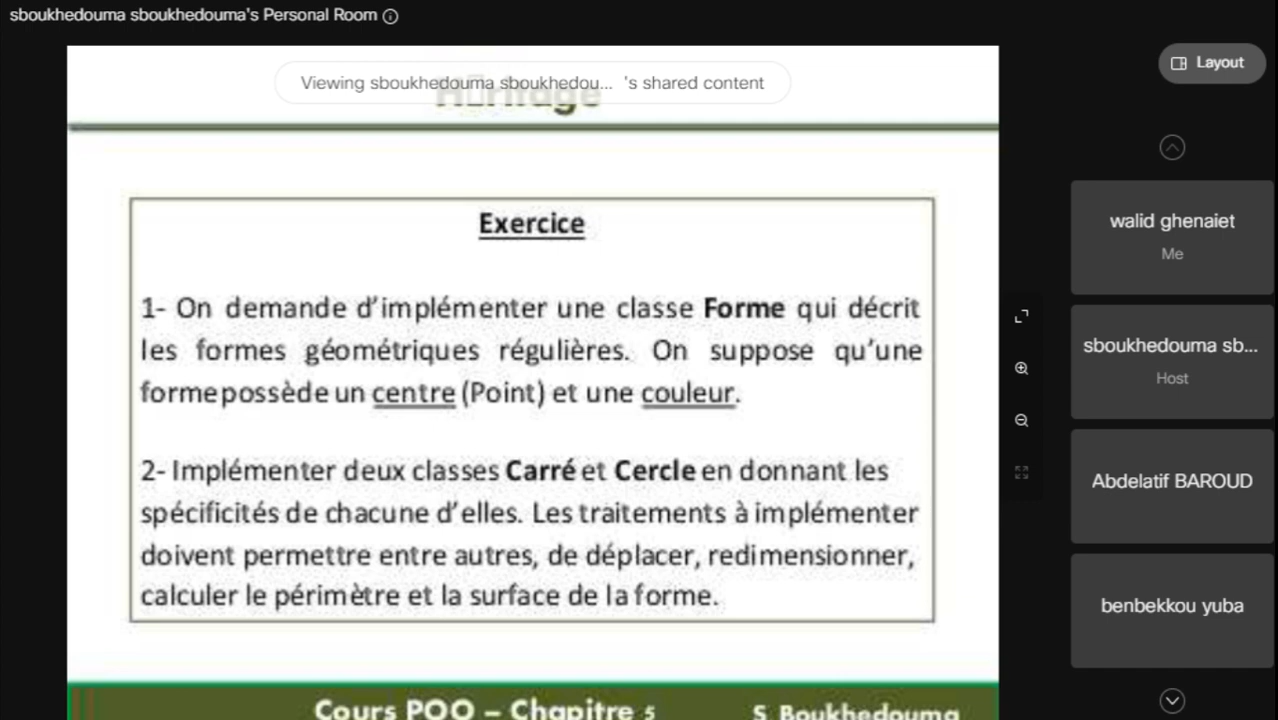 sboukhedouma sboukhedouma's Personal Room
Viewing sboukhedouma sboukhedou... 's shared content
Layout
Exercice
1- On demande d'implémenter une classe Forme qui décrit
les formes géométriques régulières. On suppose qu'une
forme possède un centre (Point) et une couleur.
2- Implémenter deux classes Carré et Cercle en donnant les
spécificités de chacune d'elles. Les traitements à implémenter
doivent permettre entre autres, de déplacer, redimensionner,
calculer le périmètre et la surface de la forme.
Cours POO – Chapitre 5
S. Boukhedouma
walid ghenaiet
Me
sboukhedouma sb...
Host
Abdelatif BAROUD
benbekkou yuba